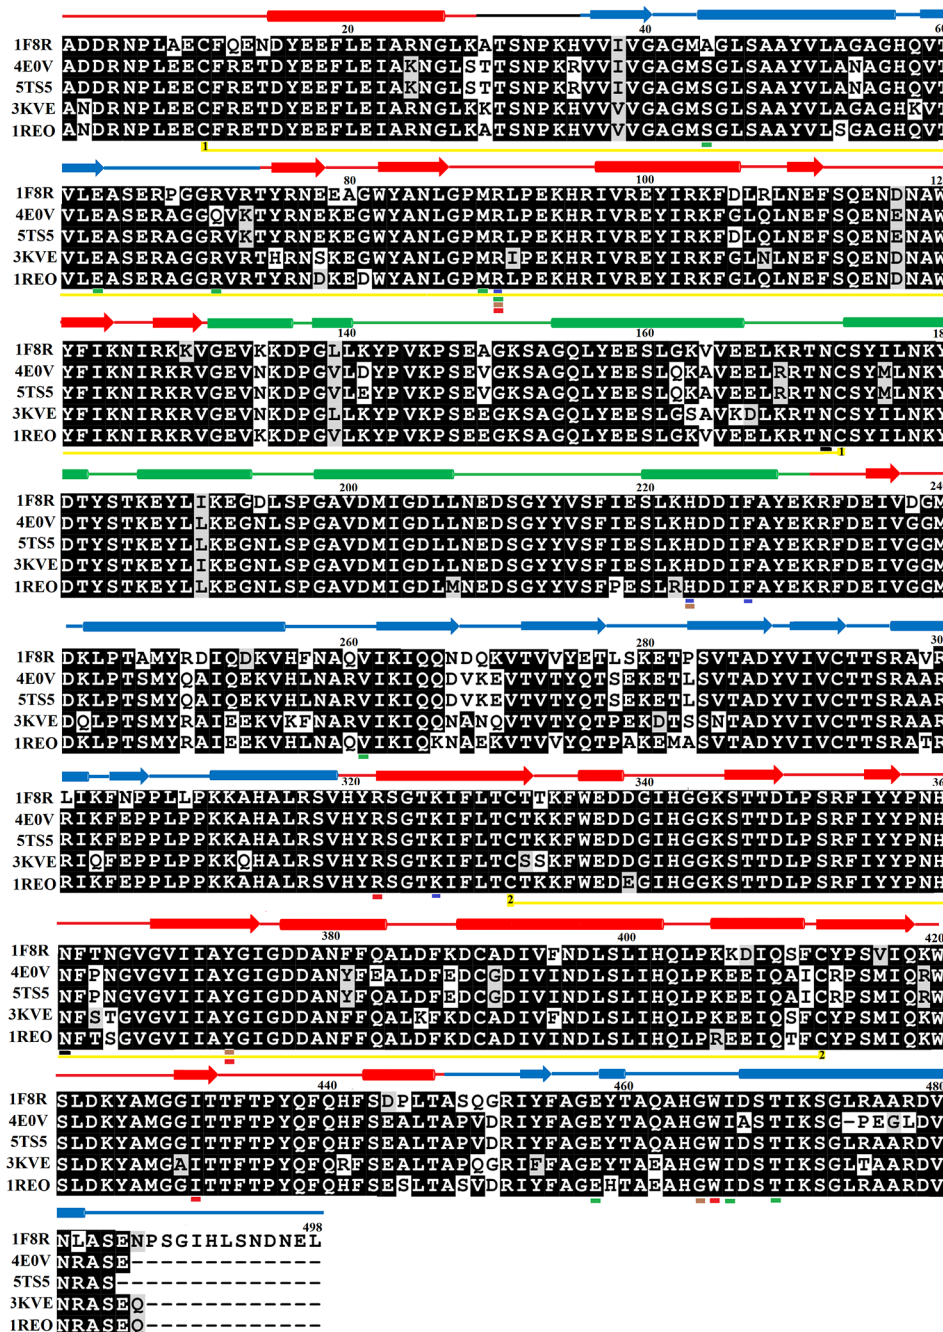 20 40 60
1F8R ADDRNPLAECFQENDYEEFLEIARNGLKATSNPKHVVIVGAGMAGLSAAYVLAGAGHQVT
4E0V ADDRNPLEECFRETDYEEFLEIAKNGLSTTSNPKRVVIVGAGMSGLSAAYVLANAGHQVT
5TS5 ADDRNPLEECFRETDYEEFLEIAKNGLSTTSNPKRVVIVGAGMSGLSAAYVLANAGHQVT
3KVE ANDRNPLEECFRETDYEEFLEIARNGLKKTSNPKHVVVVGAGMSGLSAAYVLAGAGHKVT
1REO ANDRNPLEECFRETDYEEFLEIARNGLKATSNPKHVVVVGAGMSGLSAAYVLSGAGHQVT
1
80 100 120
1F8R VLEASERPGGRVRTYRNEEAGWYANLGPMRLPEKHRIVREYIRKFDLRLNEFSQENDNAW
4E0V VLEASERAGGQVKTYRNEKEGWYANLGPMRLPEKHRIVREYIRKFGLQLNEFSQENENAW
5TS5 VLEASERAGGRVKTYRNEKEGWYANLGPMRLPEKHRIVREYIRKFDLQLNEFSQENENAW
3KVE VLEASERAGGRVRTHRNSKEGWYANLGPMRIPEKHRIVREYIRKFGLNLNEFSQENDNAW
1REO VLEASERAGGRVRTYRNDKEDWYANLGPMRLPEKHRIVREYIRKFGLQLNEFSQENDNAW
140 160 180
1F8R YFIKNIRKKVGEVKKDPGLLKYPVKPSEAGKSAGQLYEESLGKVVEELKRTNCSYILNKY
4E0V YFIKNIRKRVGEVNKDPGVLDYPVKPSEVGKSAGQLYEESLQKAVEELRRTNCSYMLNKY
5TS5 YFIKNIRKRVGEVNKDPGVLEYPVKPSEVGKSAGQLYEESLQKAVEELRRTNCSYMLNKY
3KVE YFIKNIRKRVGEVNKDPGLLKYPVKPSEEGKSAGQLYEESLGSAVKDLKRTNCSYILNKY
1REO YFIKNIRKRVGEVKKDPGVLKYPVKPSEEGKSAGQLYEESLGKVVEELKRTNCSYILNKY
1
200 220 240
1F8R DTYSTKEYLIKEGDLSPGAVDMIGDLLNEDSGYYVSFIESLKHDDIFAYEKRFDEIVDGM
4E0V DTYSTKEYLLKEGNLSPGAVDMIGDLLNEDSGYYVSFIESLKHDDIFAYEKRFDEIVGGM
5TS5 DTYSTKEYLLKEGNLSPGAVDMIGDLLNEDSGYYVSFIESLKHDDIFAYEKRFDEIVGGM
3KVE DTYSTKEYLIKEGNLSPGAVDMIGDLLNEDSGYYVSFIESLKHDDIFAYEKRFDEIVGGM
1REO DTYSTKEYLLKEGNLSPGAVDMIGDLMNEDSGYYVSFPESLRHDDIFAYEKRFDEIVGGM
260 280 300
1F8R DKLPTAMYRDIQDKVHFNAQVIKIQQNDQKVTVVYETLSKETPSVTADYVIVCTTSRAVR
4E0V DKLPTSMYQAIQEKVHLNARVIKIQQDVKEVTVTYQTSEKETLSVTADYVIVCTTSRAAR
5TS5 DKLPTSMYQAIQEKVHLNARVIKIQQDVKEVTVTYQTSEKETLSVTADYVIVCTTSRAAR
3KVE DQLPTSMYRAIEEKVKFNARVIKIQQNANQVTVTYQTPEKDTSSNTADYVIVCTTSRAAR
1REO DKLPTSMYRAIEEKVHLNAQVIKIQKNAEKVTVVYQTPAKEMASVTADYVIVCTTSRATR
320 340 360
1F8R LIKFNPPLLPKKAHALRSVHYRSGTKIFLTCTTKFWEDDGIHGGKSTTDLPSRFIYYPNH
4E0V RIKFEPPLPPKKAHALRSVHYRSGTKIFLTCTKKFWEDDGIHGGKSTTDLPSRFIYYPNH
5TS5 RIKFEPPLPPKKAHALRSVHYRSGTKIFLTCTKKFWEDDGIHGGKSTTDLPSRFIYYPNH
3KVE RIQFEPPLPPKKQHALRSVHYRSGTKIFLTCSSKFWEDDGIHGGKSTTDLPSRFIYYPNH
1REO RIKFEPPLPPKKAHALRSVHYRSGTKIFLTCTKKFWEDEGIHGGKSTTDLPSRFIYYPNH
2
380 400 420
1F8R NFTNGVGVIIAYGIGDDANFFQALDFKDCADIVFNDLSLIHQLPKKDIQSFCYPSVIQKW
4E0V NFPNGVGVIIAYGIGDDANYFEALDFEDCGDIVINDLSLIHQLPKEEIQAICRPSMIQRW
5TS5 NFPNGVGVIIAYGIGDDANYFQALDFEDCGDIVINDLSLIHQLPKEEIQAICRPSMIQRW
3KVE NFSTGVGVIIAYGIGDDANFFQALKFKDCADIVFNDLSLIHQLPKEEIQSFCYPSMIQKW
1REO NFTSGVGVIIAYGIGDDANFFQALDFKDCADIVINDLSLIHQLPREEIQTFCYPSMIQKW
2
440 460 480
1F8R SLDKYAMGGITTFTPYQFQHFSDPLTASQGRIYFAGEYTAQAHGWIDSTIKSGLRAARDV
4E0V SLDKYAMGGITTFTPYQFQHFSEALTAPVDRIYFAGEYTAQAHGWIASTIKSG-PEGLDV
5TS5 SLDKYAMGGITTFTPYQFQHFSEALTAPVDRIYFAGEYTAQAHGWIDSTIKSGLRAARDV
3KVE SLDKYAMGAITTFTPYQFQRFSEALTAPQGRIFFAGEYTAEAHGWIDSTIKSGLTAARDV
1REO SLDKYAMGGITTFTPYQFQHFSESLTASVDRIYFAGEHTAEAHGWIDSTIKSGLRAARDV
498
1F8R NLASENPSGIHLSNDNEL
4E0V NRASE-------------
5TS5 NRAS--------------
3KVE NRASEQ------------
1REO NRASEQ------------